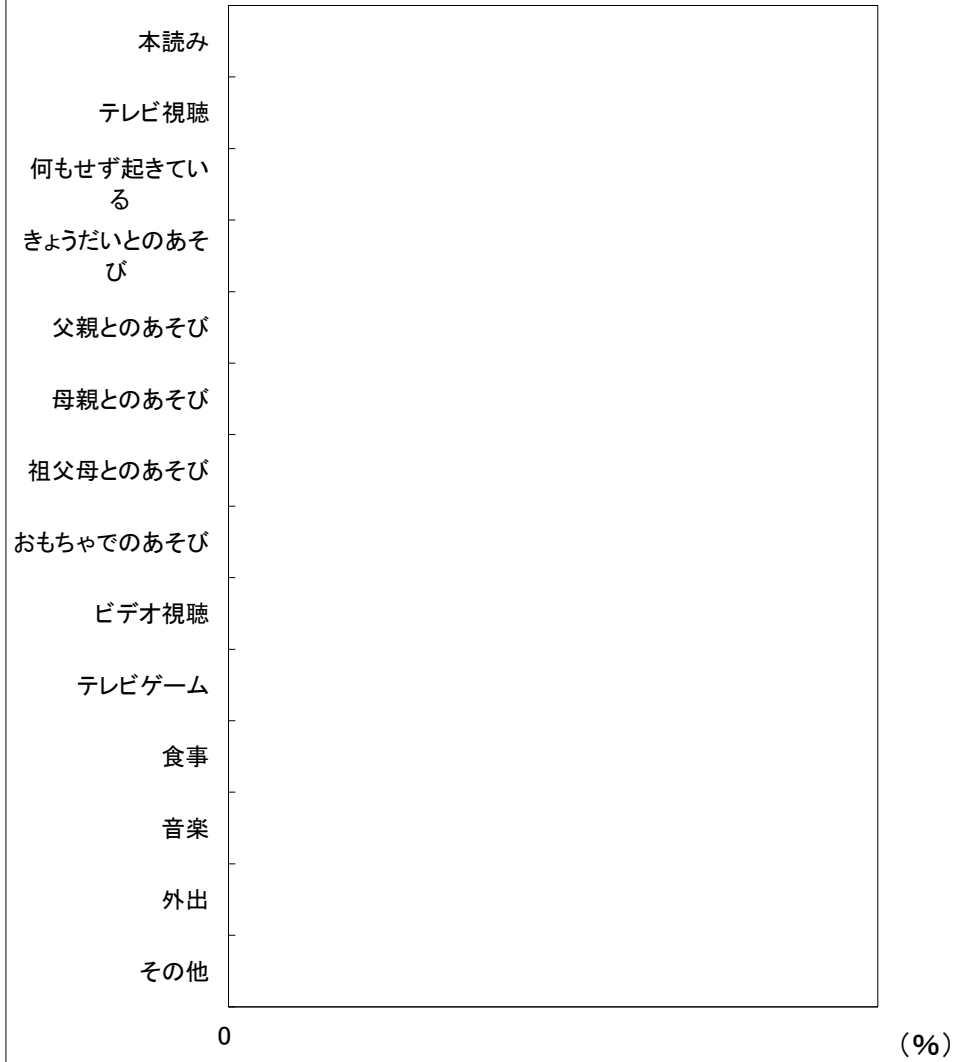 本読み
テレビ視聴
何もせず起きてい
る
きょうだいとのあそ
び
父親とのあそび
母親とのあそび
祖父母とのあそび
おもちゃでのあそび
ビデオ視聴
テレビゲーム
食事
音楽
外出
その他
0
（%）